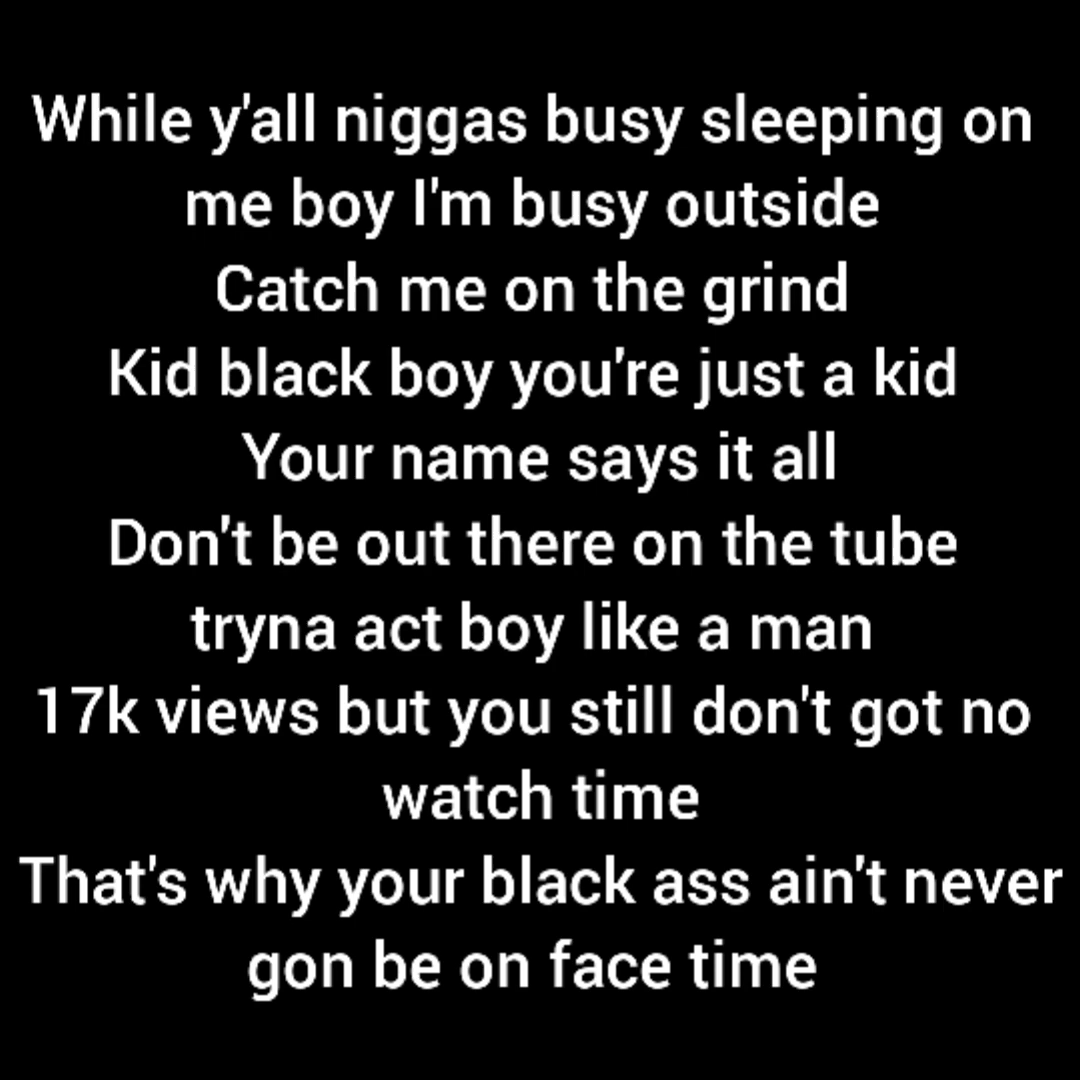 While y'all niggas busy sleeping on
me boy I'm busy outside
Catch me on the grind
Kid black boy you're just a kid
Your name says it all
Don't be out there on the tube
tryna act boy like a man
17k views but you still don't got no
watch time
That's why your black ass ain't never
gon be on face time